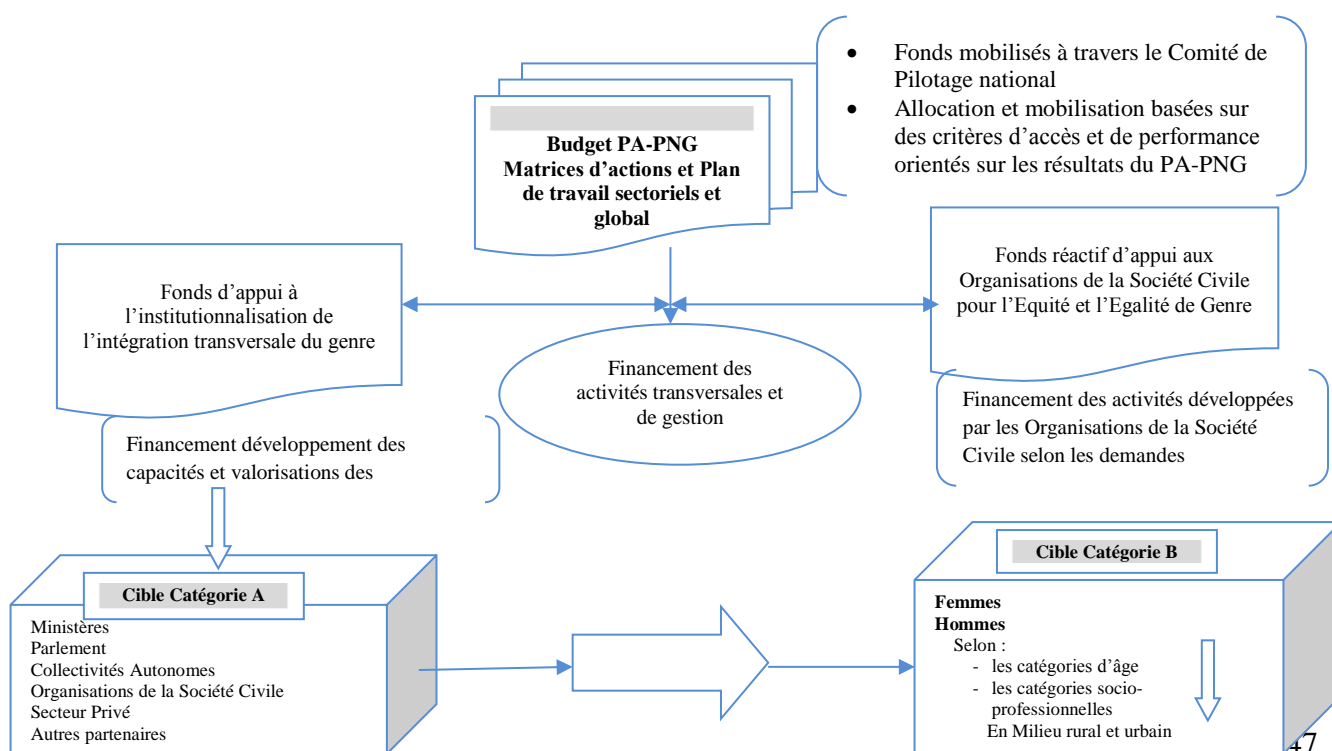 • Fonds mobilisés à travers le Comité de
Pilotage national
• Allocation et mobilisation basées sur
des critères d’accès et de performance
orientés sur les résultats du PA-PNG
Budget PA-PNG
Matrices d’actions et Plan
de travail sectoriels et
global
Fonds d’appui à
l’institutionnalisation de
l’intégration transversale du genre
Fonds réactif d’appui aux
Organisations de la Société Civile
pour l’Equité et l’Egalité de Genre
Financement des
activités transversales et
de gestion
Financement développement des
capacités et valorisations des
Financement des activités développées
par les Organisations de la Société
Civile selon les demandes
Cible Catégorie A
Ministères
Parlement
Collectivités Autonomes
Organisations de la Société Civile
Secteur Privé
Autres partenaires
Cible Catégorie B
Femmes
Hommes
Selon :
- les catégories d’âge
- les catégories socio-
professionnelles
En Milieu rural et urbain
47